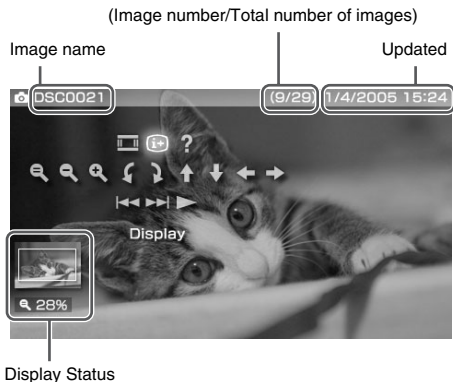 (Image number/Total number of images)
Image name
Updated
DSC0021 (9/29) 1/4/2005 15:24
i+ ?
Display
28%
Display Status